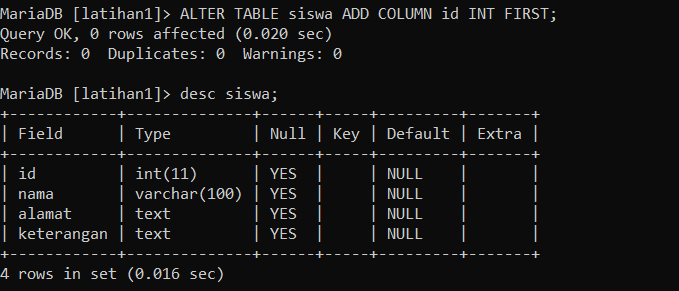 MariaDB [latihan1]> ALTER TABLE siswa ADD COLUMN id INT FIRST;
Query OK, 0 rows affected (0.020 sec)
Records: 0  Duplicates: 0  Warnings: 0

MariaDB [latihan1]> desc siswa;
+------------+--------------+------+-----+---------+-------+
| Field      | Type         | Null | Key | Default | Extra |
+------------+--------------+------+-----+---------+-------+
| id         | int(11)      | YES  |     | NULL    |       |
| nama       | varchar(100) | YES  |     | NULL    |       |
| alamat     | text         | YES  |     | NULL    |       |
| keterangan | text         | YES  |     | NULL    |       |
+------------+--------------+------+-----+---------+-------+
4 rows in set (0.016 sec)